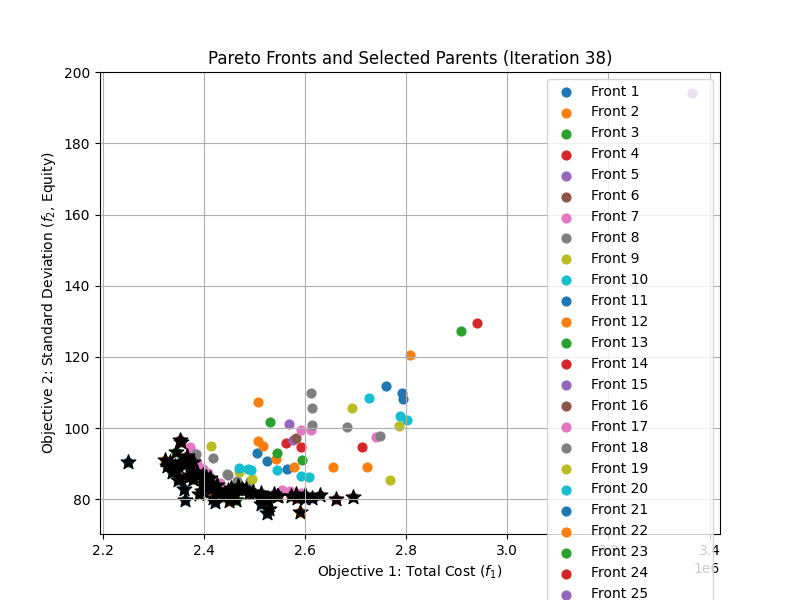 Pareto Fronts and Selected Parents (Iteration 38)
200
180
160
140
120
100
80
Objective 2: Standard Deviation (f₂, Equity)
2.2
2.4
2.6
2.8
3.0
3.4
1e6
Objective 1: Total Cost (f₁)
Front 1
Front 2
Front 3
Front 4
Front 5
Front 6
Front 7
Front 8
Front 9
Front 10
Front 11
Front 12
Front 13
Front 14
Front 15
Front 16
Front 17
Front 18
Front 19
Front 20
Front 21
Front 22
Front 23
Front 24
Front 25